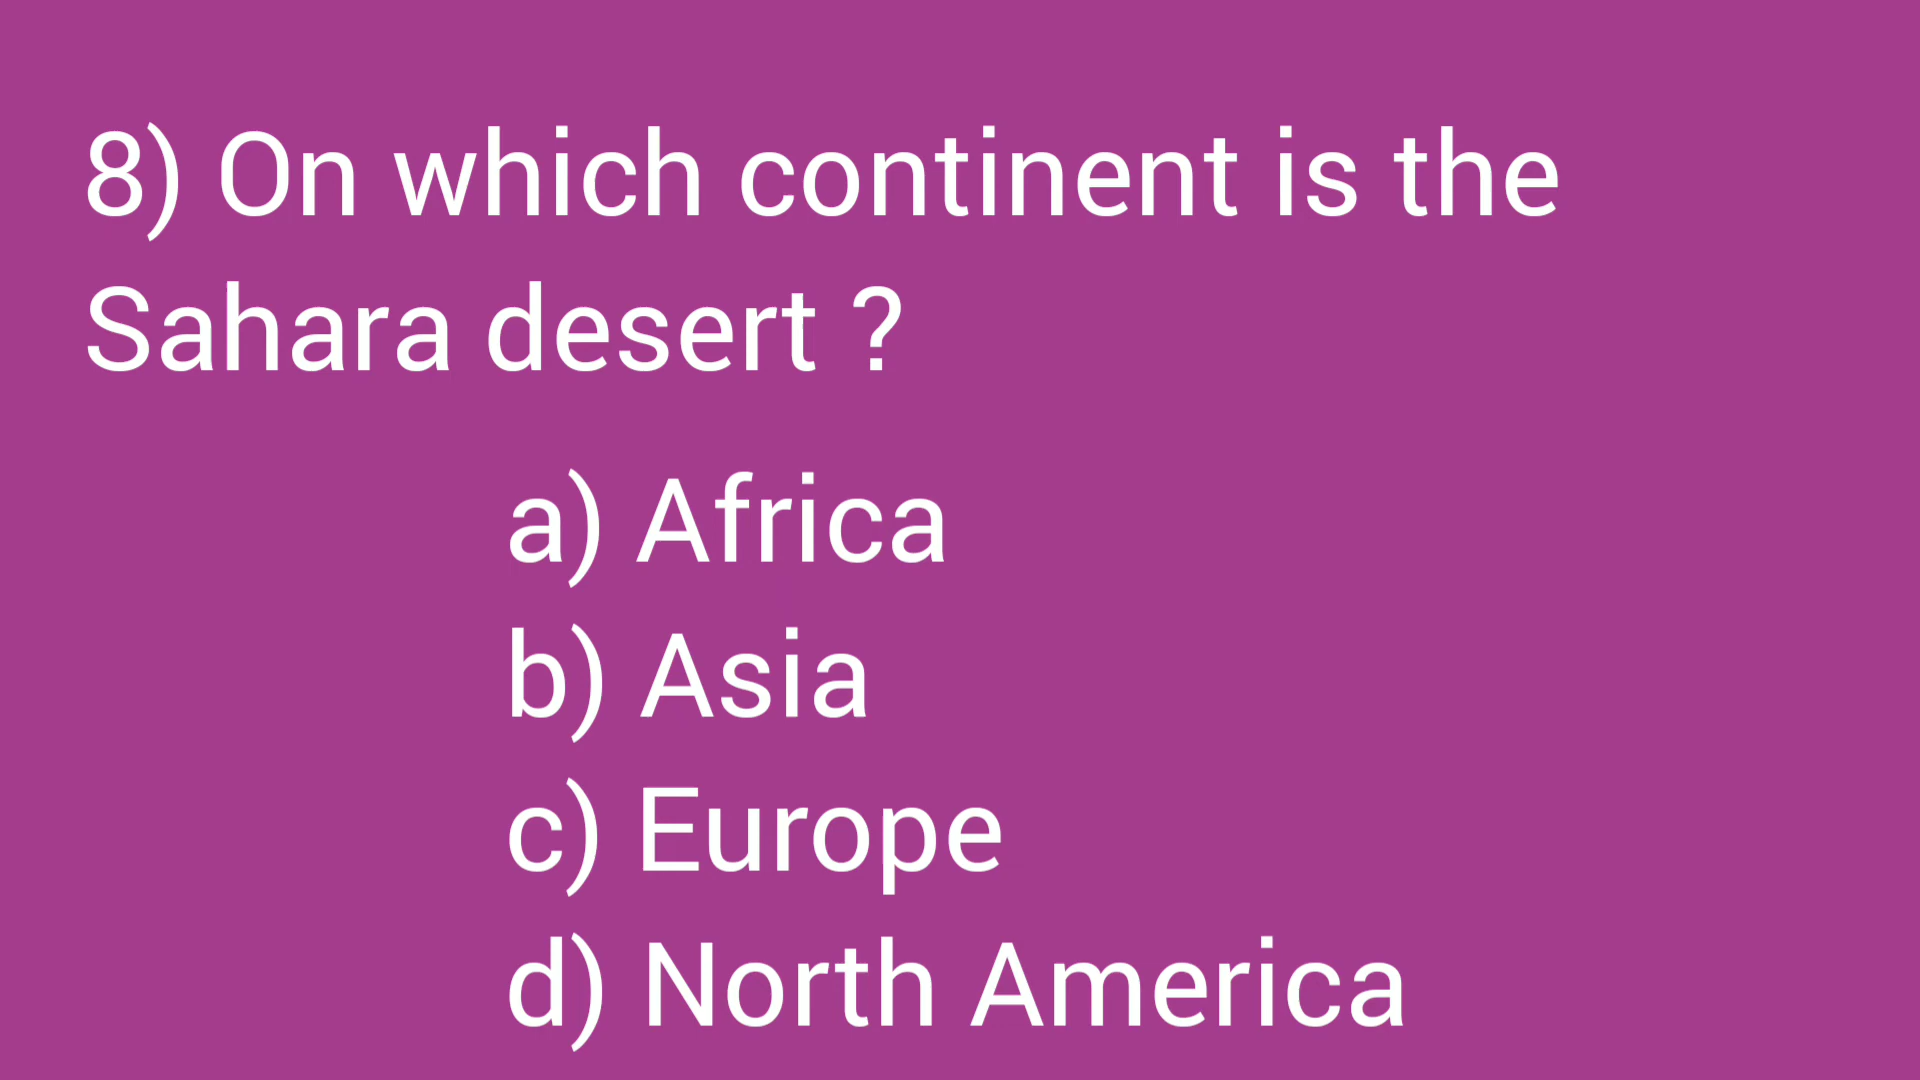 8) On which continent is the
Sahara desert ?
a) Africa
b) Asia
c) Europe
d) North America